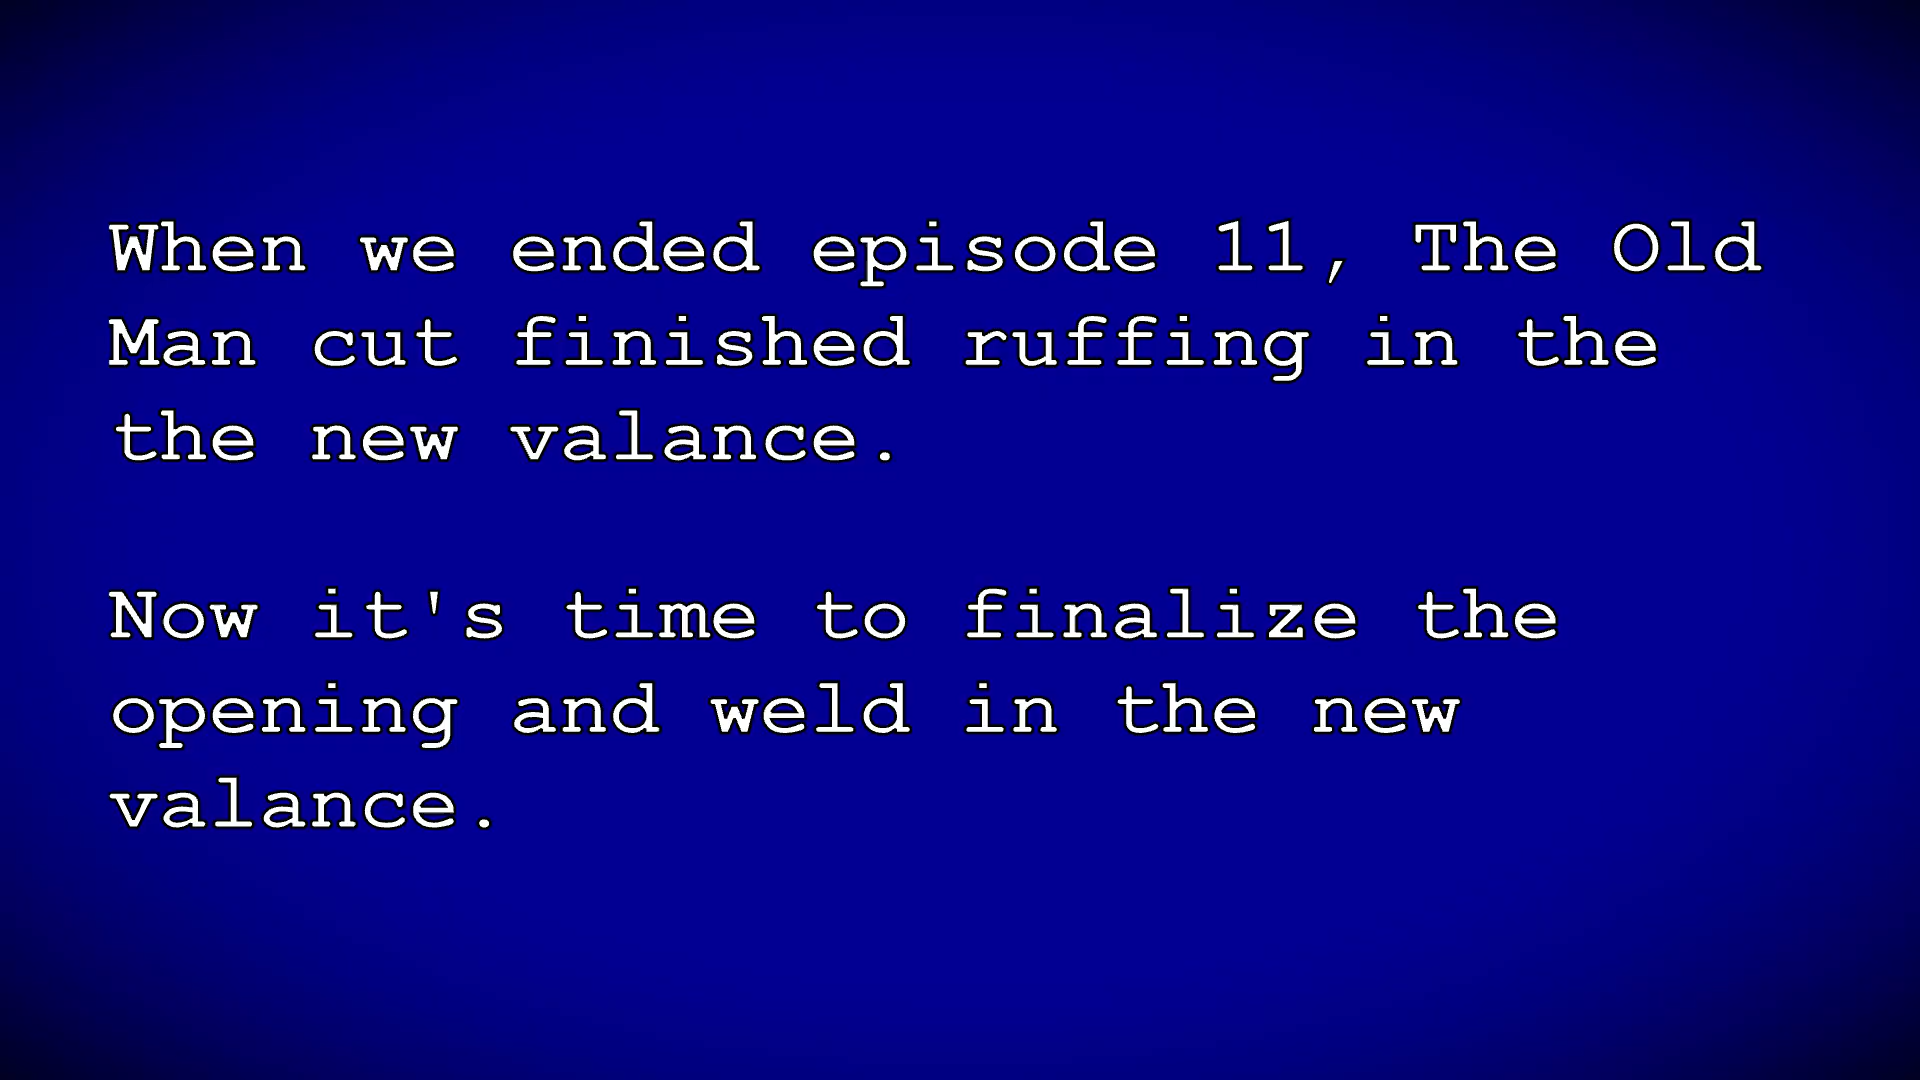 When we ended episode 11, The Old
Man cut finished ruffing in the
the new valance.
Now it's time to finalize the
opening and weld in the new
valance.